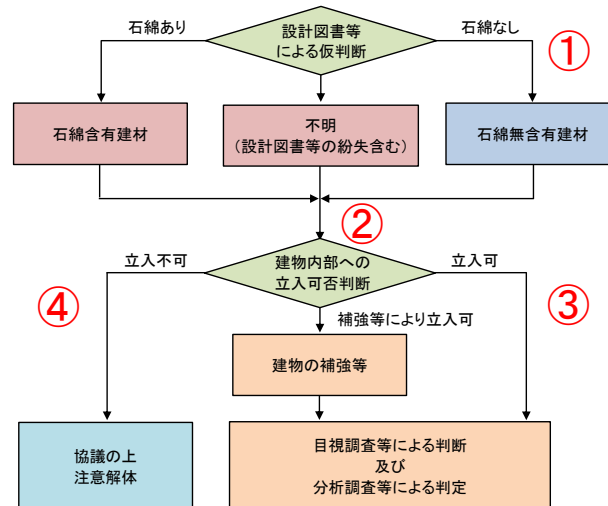 石綿あり
設計図書等
による仮判断
石綿なし
①
石綿含有建材
不明
(設計図書等の紛失含む)
石綿無含有建材
②
立入不可
建物内部への
立入可否判断
立入可
④
③
補強等により立入可
建物の補強等
協議の上
注意解体
目視調査等による判断
及び
分析調査等による判定